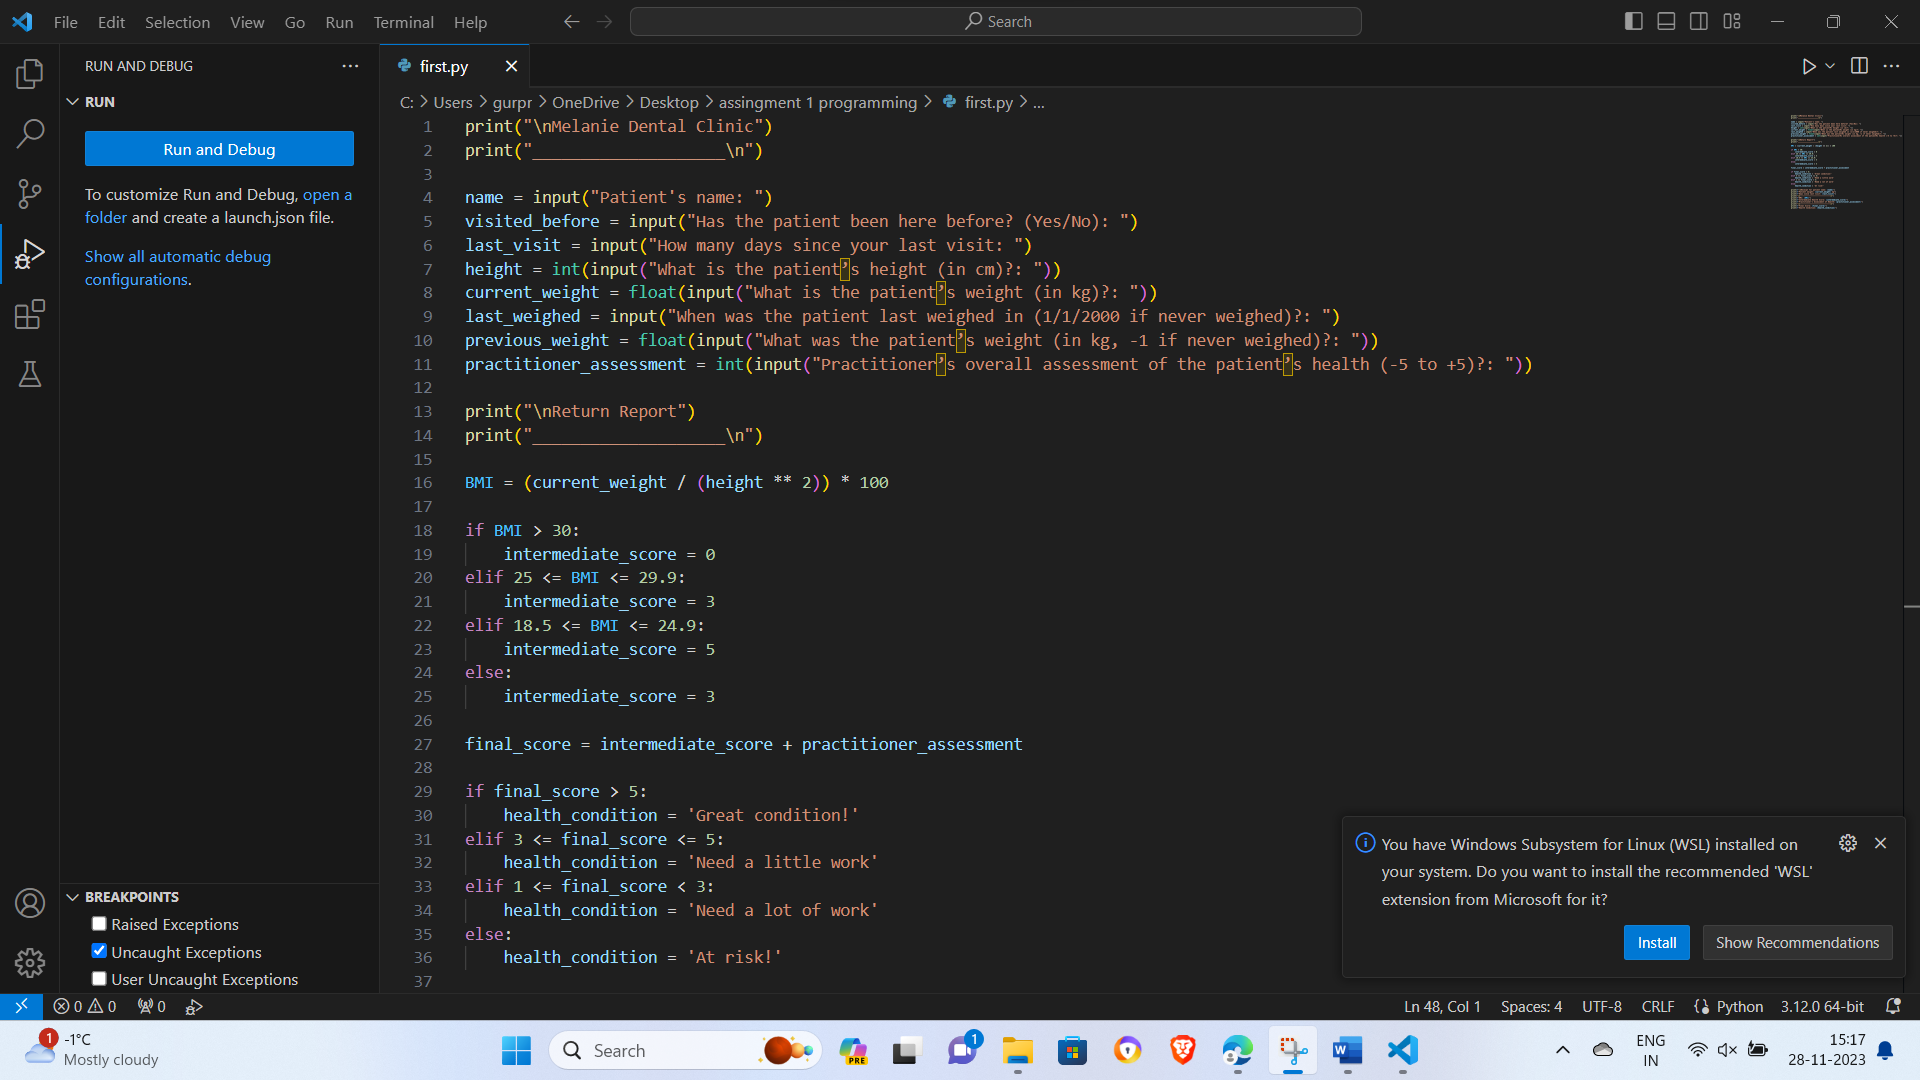 File Edit Selection View Go Run Terminal Help
Search
RUN AND DEBUG
RUN
Run and Debug
To customize Run and Debug, open a
folder and create a launch.json file.
Show all automatic debug
configurations.
first.py
C: > Users > gurpr > OneDrive > Desktop > assingment 1 programming > first.py > ...
1 print("\nMelanie Dental Clinic")
2 print("____________________\n")
3
4 name = input("Patient's name: ")
5 visited_before = input("Has the patient been here before? (Yes/No): ")
6 last_visit = input("How many days since your last visit: ")
7 height = int(input("What is the patient’s height (in cm)?: "))
8 current_weight = float(input("What is the patient’s weight (in kg)?: "))
9 last_weighed = input("When was the patient last weighed in (1/1/2000 if never weighed)?: ")
10 previous_weight = float(input("What was the patient’s weight (in kg, -1 if never weighed)?: "))
11 practitioner_assessment = int(input("Practitioner’s overall assessment of the patient’s health (-5 to +5)?: "))
12
13 print("\nReturn Report")
14 print("____________________\n")
15
16 BMI = (current_weight / (height ** 2)) * 100
17
18 if BMI > 30:
19     intermediate_score = 0
20 elif 25 <= BMI <= 29.9:
21     intermediate_score = 3
22 elif 18.5 <= BMI <= 24.9:
23     intermediate_score = 5
24 else:
25     intermediate_score = 3
26
27 final_score = intermediate_score + practitioner_assessment
28
29 if final_score > 5:
30     health_condition = 'Great condition!'
31 elif 3 <= final_score <= 5:
32     health_condition = 'Need a little work'
33 elif 1 <= final_score < 3:
34     health_condition = 'Need a lot of work'
35 else:
36     health_condition = 'At risk!'
37
BREAKPOINTS
Raised Exceptions
Uncaught Exceptions
User Uncaught Exceptions
You have Windows Subsystem for Linux (WSL) installed on
your system. Do you want to install the recommended 'WSL'
extension from Microsoft for it?
Install Show Recommendations
0 0 0 Ln 48, Col 1 Spaces: 4 UTF-8 CRLF Python 3.12.0 64-bit
1 -1°C
Mostly cloudy
Search
PRE
1
ENG
IN
15:17
28-11-2023